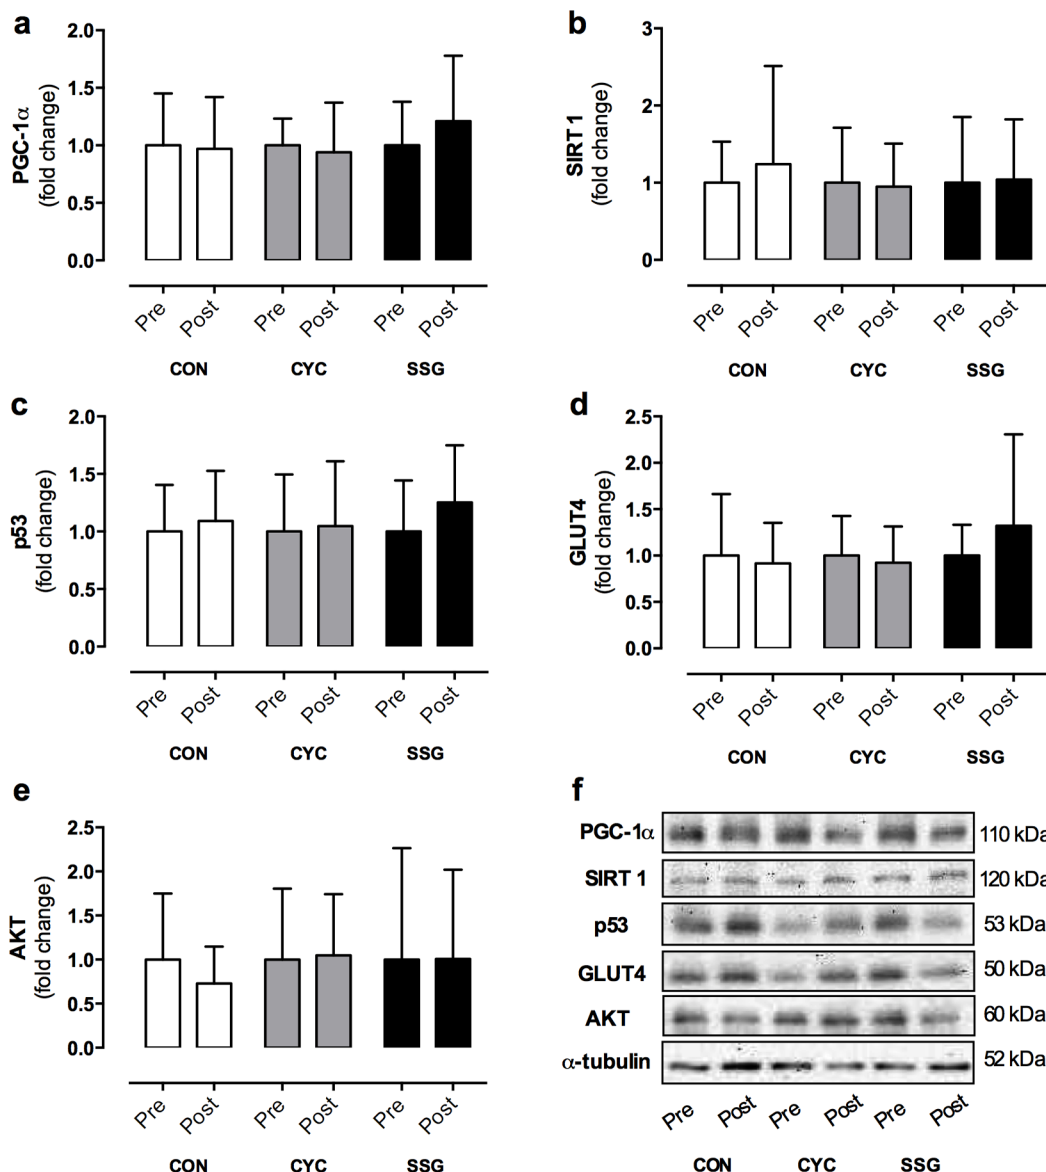 a
PGC-1α
(fold change)
2.0
1.5
1.0
0.5
0.0
Pre Post Pre Post Pre Post
CON CYC SSG
b
SIRT 1
(fold change)
3
2
1
0
Pre Post Pre Post Pre Post
CON CYC SSG
c
p53
(fold change)
2.0
1.5
1.0
0.5
0.0
Pre Post Pre Post Pre Post
CON CYC SSG
d
GLUT4
(fold change)
2.5
2.0
1.5
1.0
0.5
0.0
Pre Post Pre Post Pre Post
CON CYC SSG
e
AKT
(fold change)
2.5
2.0
1.5
1.0
0.5
0.0
Pre Post Pre Post Pre Post
CON CYC SSG
f
PGC-1α 110 kDa
SIRT 1 120 kDa
p53 53 kDa
GLUT4 50 kDa
AKT 60 kDa
α-tubulin 52 kDa
Pre Post Pre Post Pre Post
CON CYC SSG